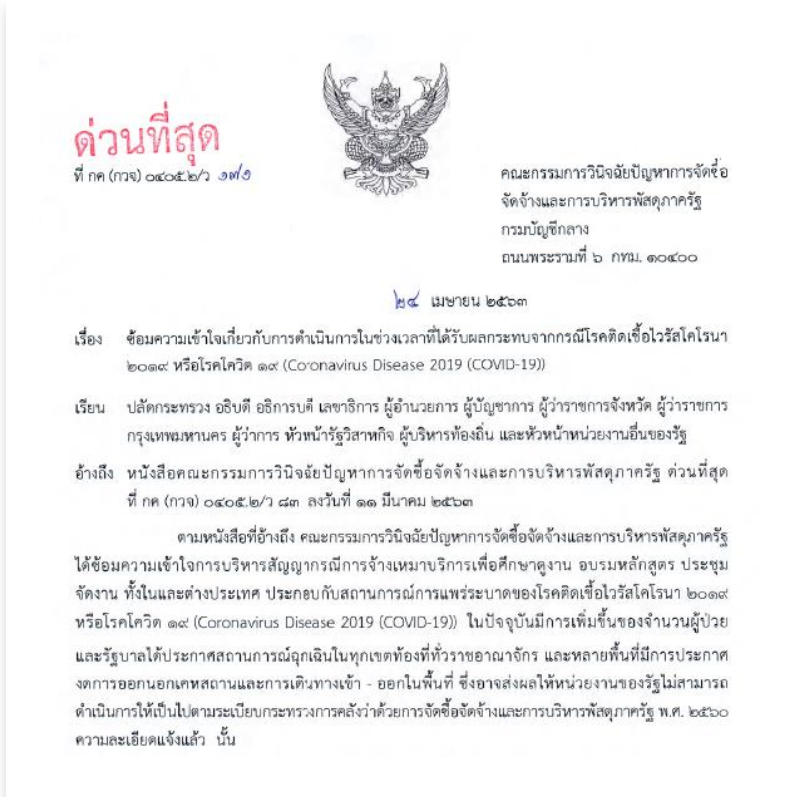 ด่วนที่สุด
ที่ กค (กวจ) ๐๔๐๕.๒/ว ๑๗๑
คณะกรรมการวินิจฉัยปัญหาการจัดซื้อ
จัดจ้างและการบริหารพัสดุภาครัฐ
กรมบัญชีกลาง
ถนนพระรามที่ ๖ กทม. ๑๐๔๐๐
๒๔ เมษายน ๒๕๖๓
เรื่อง ซ้อมความเข้าใจเกี่ยวกับการดำเนินการในช่วงเวลาที่ได้รับผลกระทบจากกรณีโรคติดเชื้อไวรัสโคโรนา
๒๐๑๙ หรือโรคโควิด ๑๙ (Coronavirus Disease 2019 (COVID-19))
เรียน ปลัดกระทรวง อธิบดี อธิการบดี เลขาธิการ ผู้อำนวยการ ผู้บัญชาการ ผู้ว่าราชการจังหวัด ผู้ว่าราชการ
กรุงเทพมหานคร ผู้ว่าการ หัวหน้ารัฐวิสาหกิจ ผู้บริหารท้องถิ่น และหัวหน้าหน่วยงานอื่นของรัฐ
อ้างถึง หนังสือคณะกรรมการวินิจฉัยปัญหาการจัดซื้อจัดจ้างและการบริหารพัสดุภาครัฐ ด่วนที่สุด
ที่ กค (กวจ) ๐๔๐๕.๒/ว ๘๓ ลงวันที่ ๑๑ มีนาคม ๒๕๖๓
ตามหนังสือที่อ้างถึง คณะกรรมการวินิจฉัยปัญหาการจัดซื้อจัดจ้างและการบริหารพัสดุภาครัฐ
ได้ซ้อมความเข้าใจการบริหารสัญญากรณีการจ้างเหมาบริการเพื่อศึกษาดูงาน อบรมหลักสูตร ประชุม
จัดงาน ทั้งในและต่างประเทศ ประกอบกับสถานการณ์การแพร่ระบาดของโรคติดเชื้อไวรัสโคโรนา ๒๐๑๙
หรือโรคโควิด ๑๙ (Coronavirus Disease 2019 (COVID-19)) ในปัจจุบันมีการเพิ่มขึ้นของจำนวนผู้ป่วย
และรัฐบาลได้ประกาศสถานการณ์ฉุกเฉินในทุกเขตท้องที่ทั่วราชอาณาจักร และหลายพื้นที่มีการประกาศ
งดการออกนอกเคหสถานและการเดินทางเข้า - ออกในพื้นที่ ซึ่งอาจส่งผลให้หน่วยงานของรัฐไม่สามารถ
ดำเนินการให้เป็นไปตามระเบียบกระทรวงการคลังว่าด้วยการจัดซื้อจัดจ้างและการบริหารพัสดุภาครัฐ พ.ศ. ๒๕๖๐
ความละเอียดแจ้งแล้ว นั้น